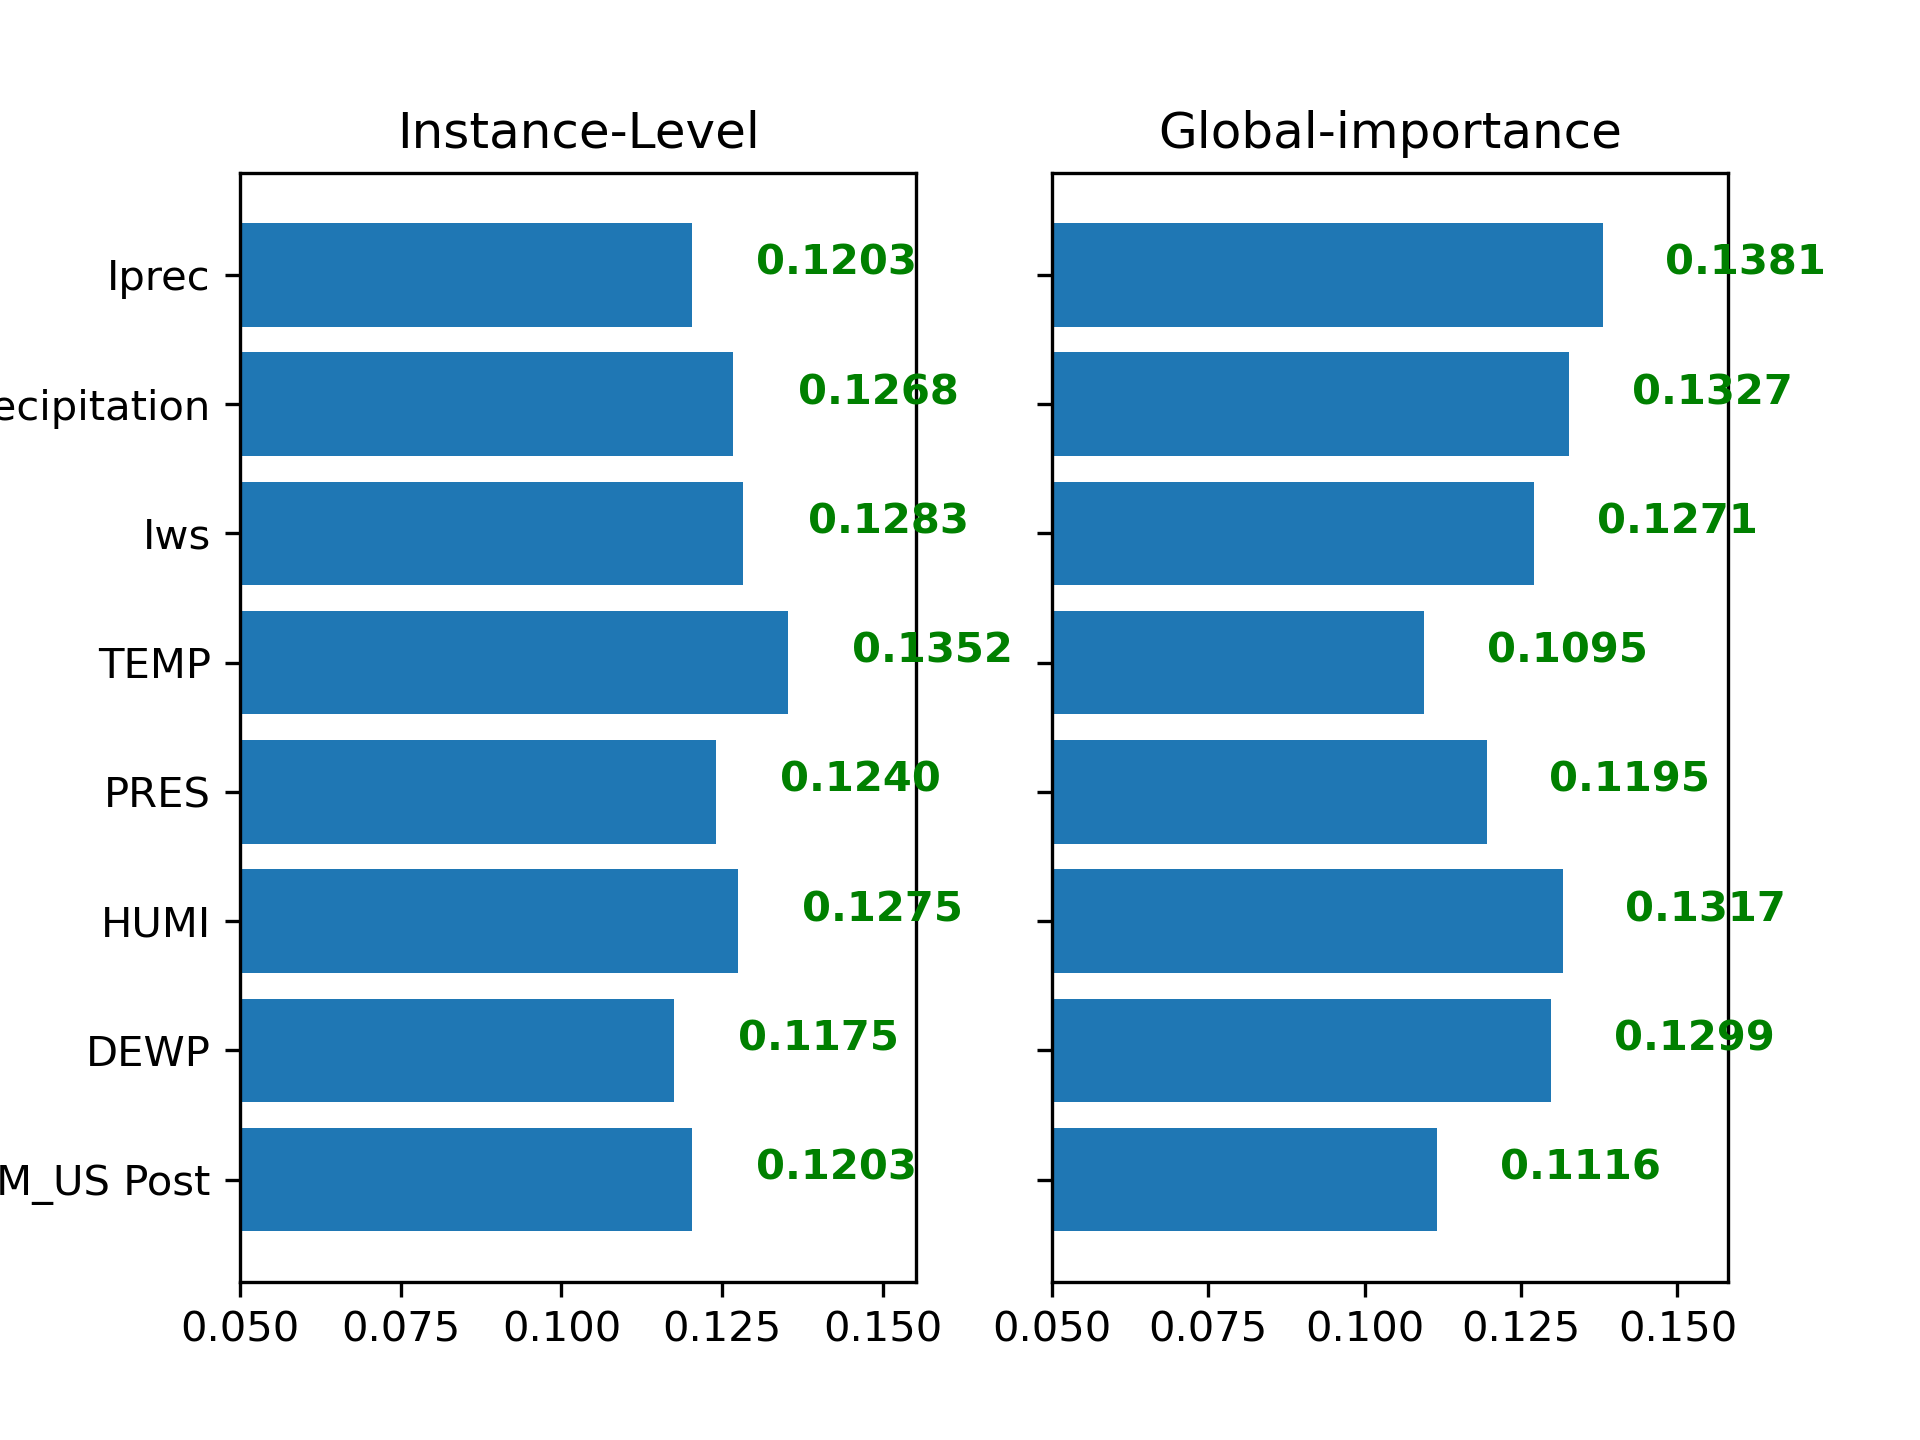 Instance-Level Global-importance
Iprec 0.1203 0.1381
ecipitation 0.1268 0.1327
Iws 0.1283 0.1271
TEMP 0.1352 0.1095
PRES 0.1240 0.1195
HUMI 0.1275 0.1317
DEWP 0.1175 0.1299
M_US Post 0.1203 0.1116
0.050 0.075 0.100 0.125 0.150 0.050 0.075 0.100 0.125 0.150